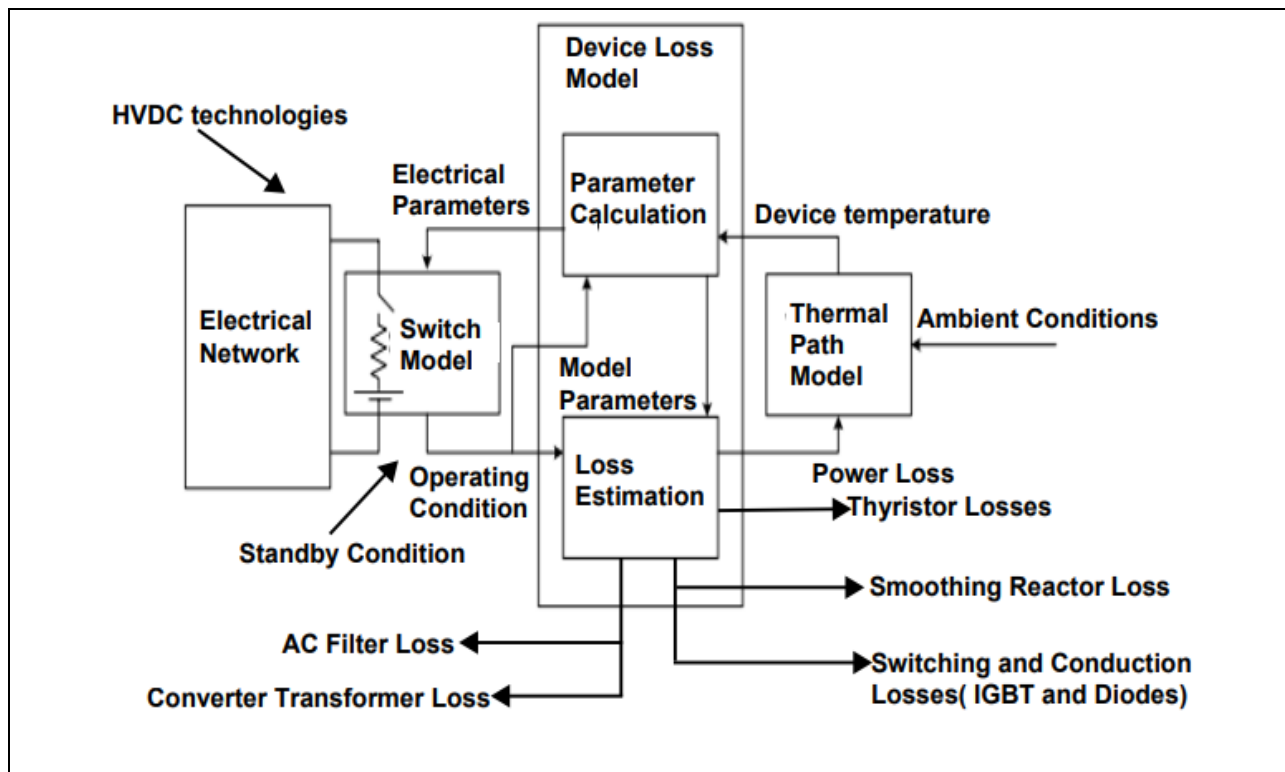 Device Loss
Model
HVDC technologies
Electrical
Parameters
Parameter
Calculation
Device temperature
Electrical
Network
Switch
Model
Thermal
Path
Model
Ambient Conditions
Model
Parameters
Operating
Condition
Loss
Estimation
Power Loss
Thyristor Losses
Standby Condition
Smoothing Reactor Loss
AC Filter Loss
Switching and Conduction
Losses( IGBT and Diodes)
Converter Transformer Loss